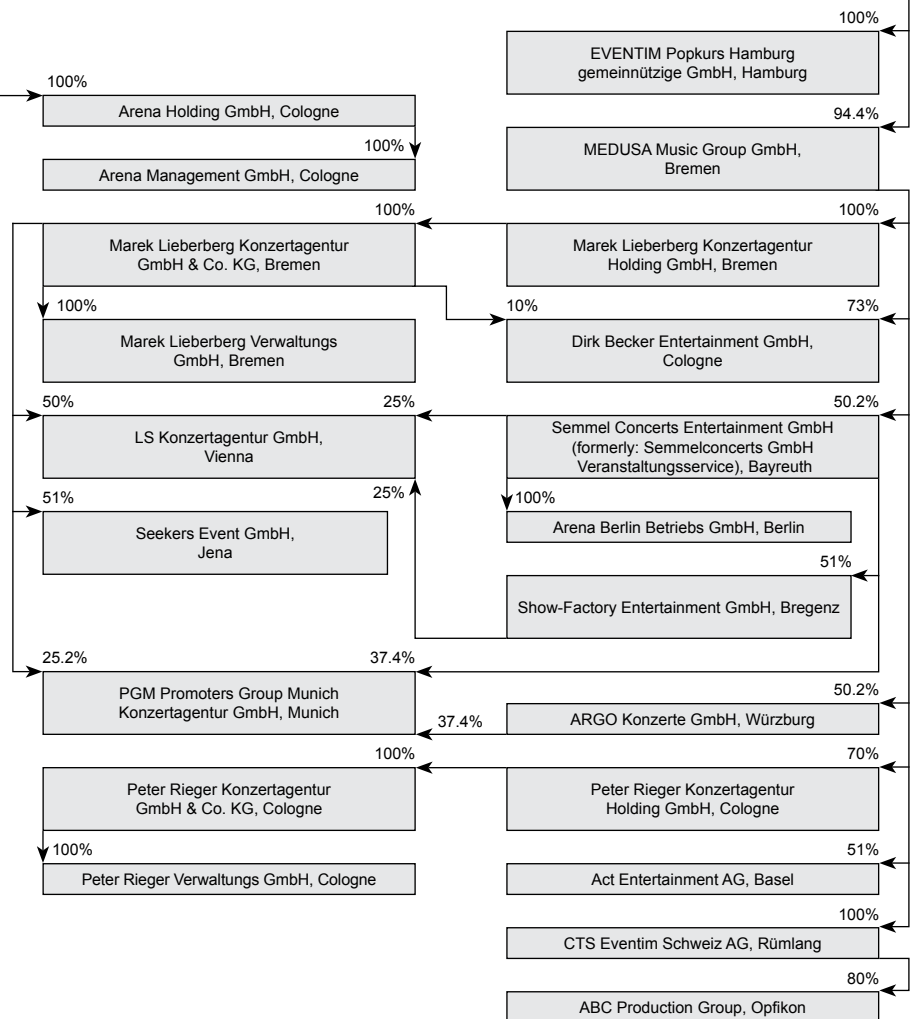 100%
EVENTIM Popkurs Hamburg
gemeinnützige GmbH, Hamburg
100%
Arena Holding GmbH, Cologne
94.4%
MEDUSA Music Group GmbH,
Bremen
100%
Arena Management GmbH, Cologne
100%
Marek Lieberberg Konzertagentur
GmbH & Co. KG, Bremen
100%
Marek Lieberberg Konzertagentur
Holding GmbH, Bremen
100%
Marek Lieberberg Verwaltungs
GmbH, Bremen
10%
73%
Dirk Becker Entertainment GmbH,
Cologne
50%
25%
LS Konzertagentur GmbH,
Vienna
50.2%
Semmel Concerts Entertainment GmbH
(formerly: Semmelconcerts GmbH
Veranstaltungsservice), Bayreuth
51%
25%
Seekers Event GmbH,
Jena
100%
Arena Berlin Betriebs GmbH, Berlin
51%
Show-Factory Entertainment GmbH, Bregenz
25.2%
37.4%
PGM Promoters Group Munich
Konzertagentur GmbH, Munich
37.4%
50.2%
ARGO Konzerte GmbH, Würzburg
100%
Peter Rieger Konzertagentur
GmbH & Co. KG, Cologne
70%
Peter Rieger Konzertagentur
Holding GmbH, Cologne
100%
Peter Rieger Verwaltungs GmbH, Cologne
51%
Act Entertainment AG, Basel
100%
CTS Eventim Schweiz AG, Rümlang
80%
ABC Production Group, Opfikon